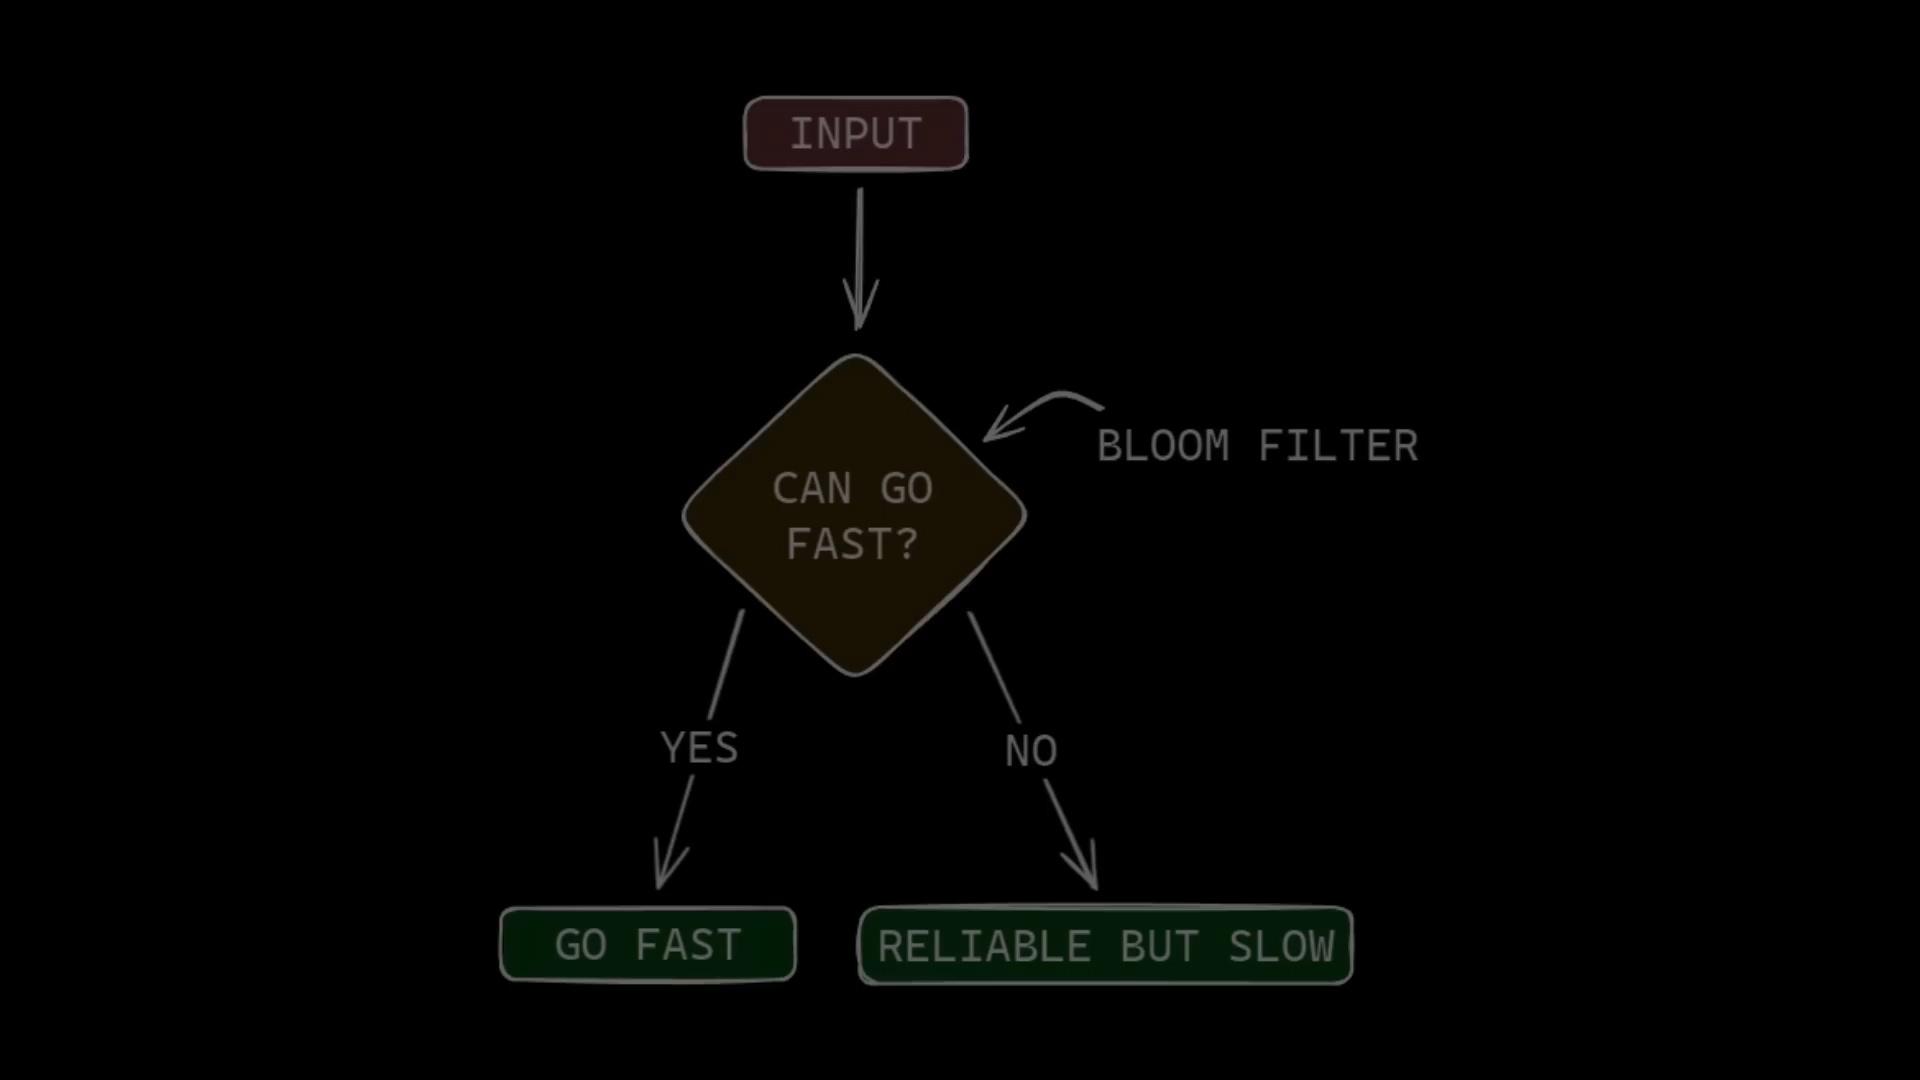 INPUT
BLOOM FILTER
CAN GO
FAST?
YES
NO
GO FAST
RELIABLE BUT SLOW